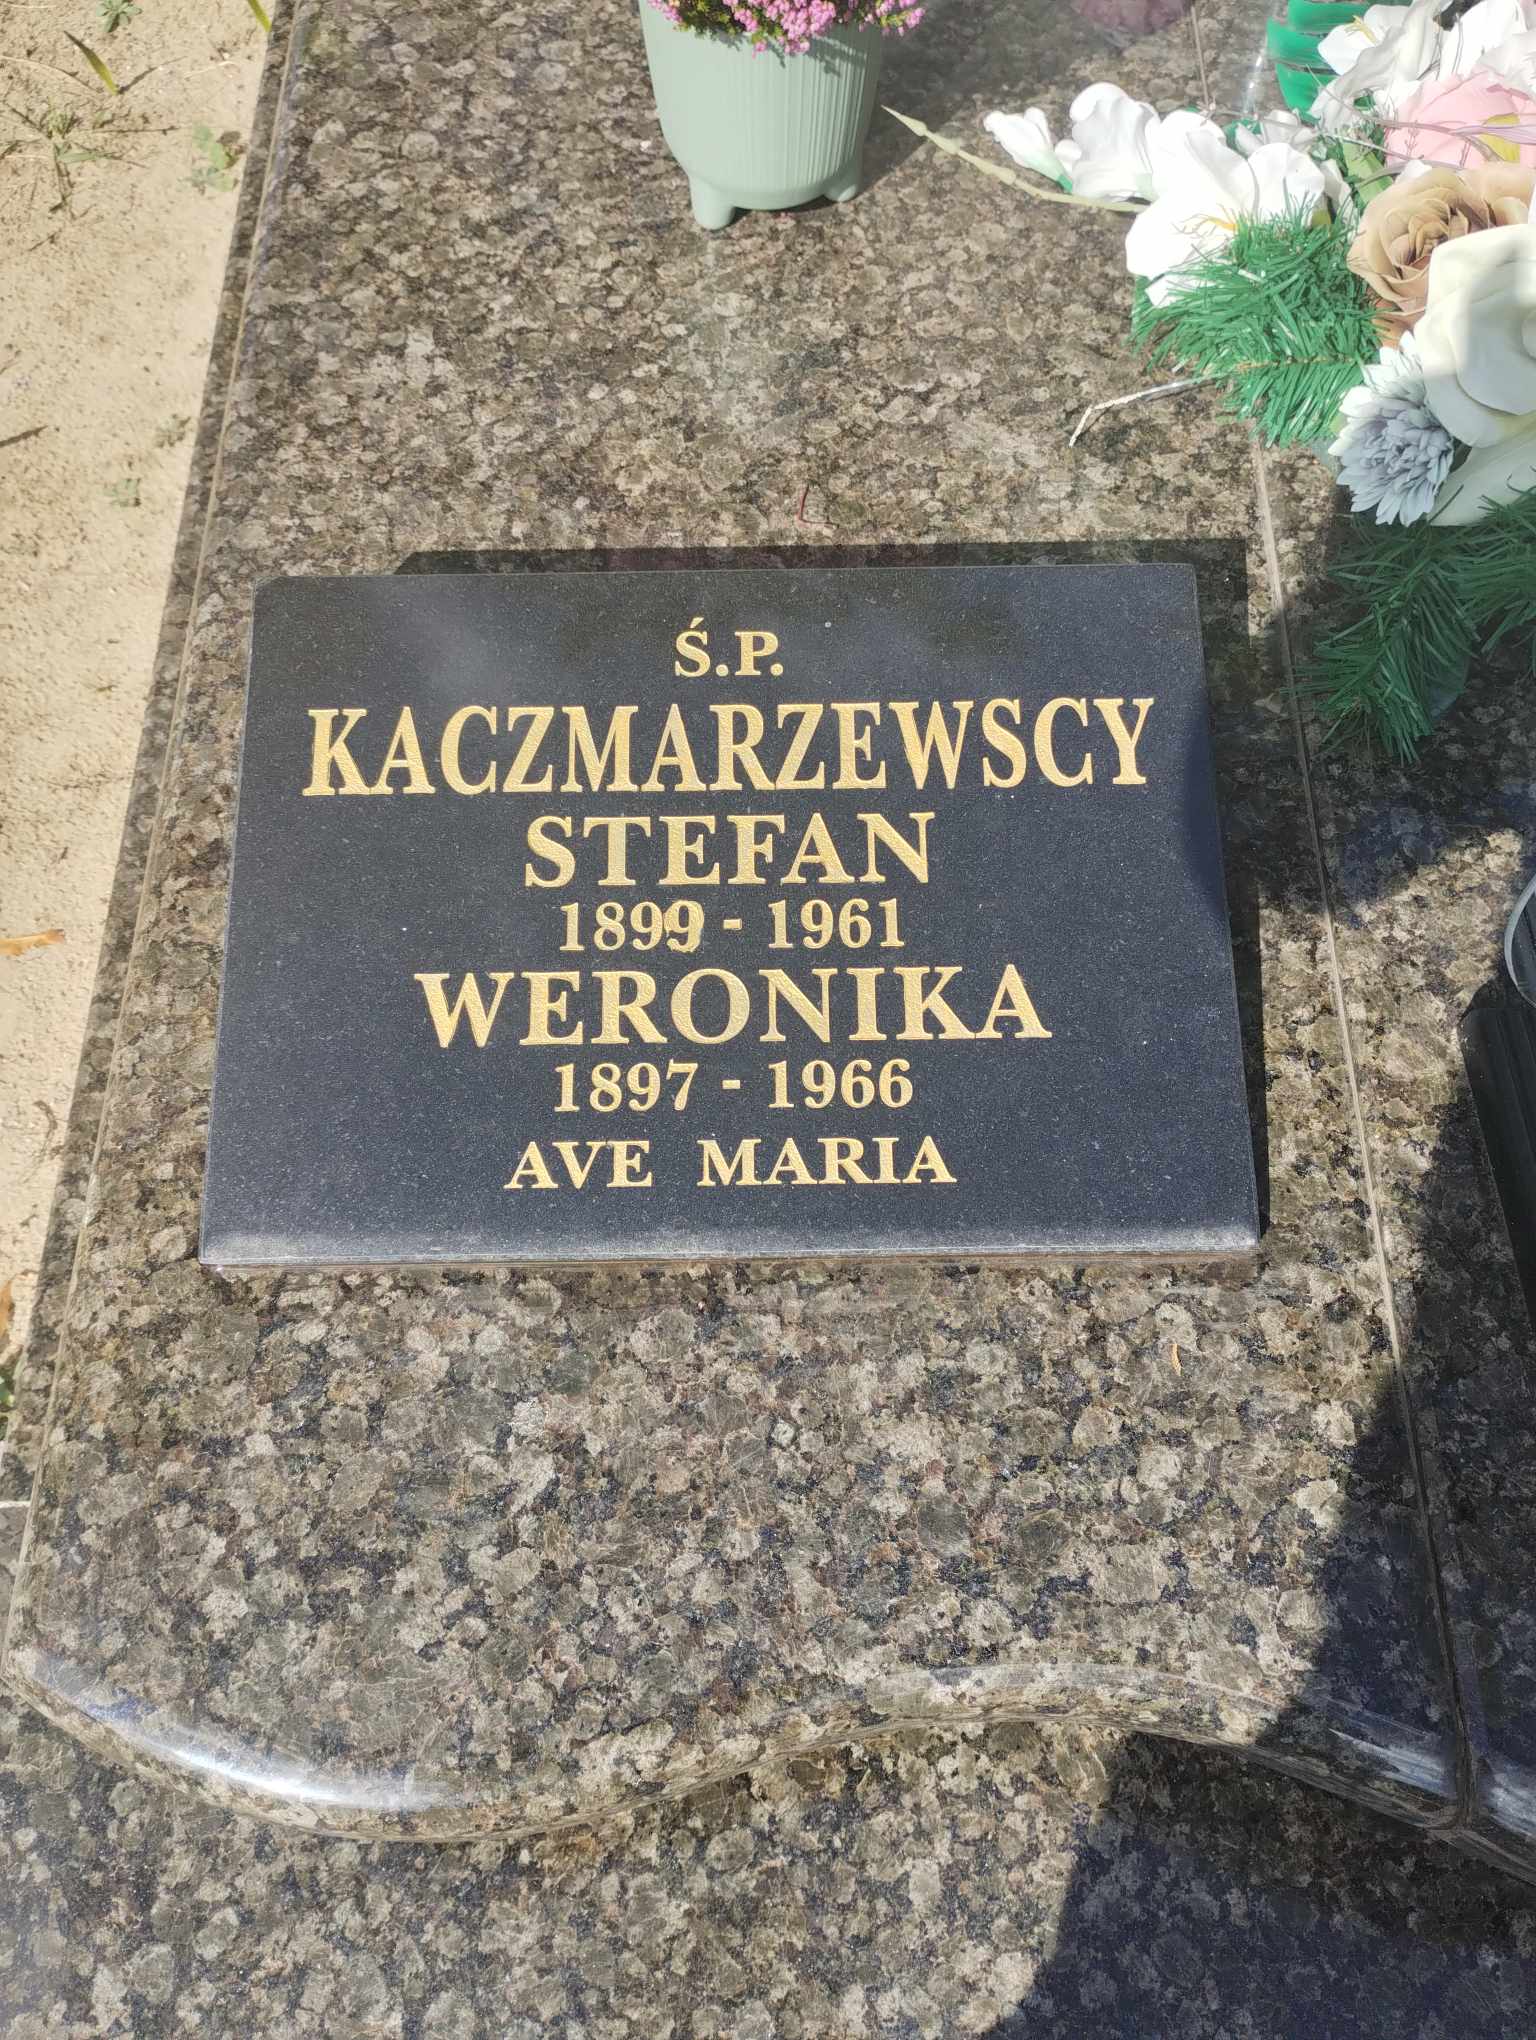 Ś.P.
KACZMARZEWSCY
STEFAN
1899 - 1961
WERONIKA
1897 - 1966
AVE MARIA